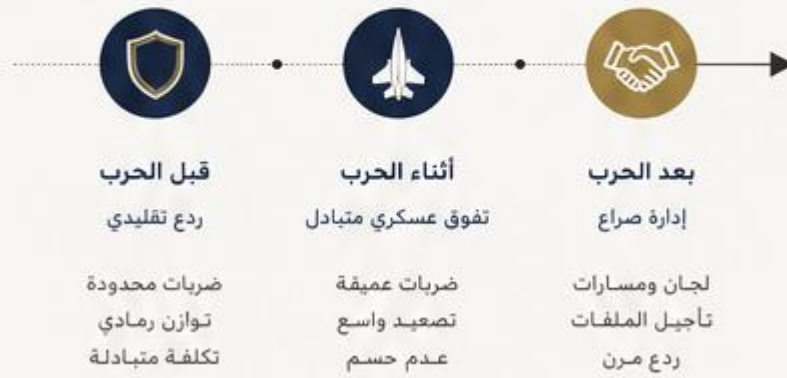 قبل الحرب
ردع تقليدي
ضربات محدودة
توازن رمادي
تكلفة متبادلة
أثناء الحرب
تفوق عسكري متبادل
ضربات عميقة
تصعيد واسع
عدم حسم
بعد الحرب
إدارة صراع
لجان ومسارات
تأجيل الملفات
ردع مرن